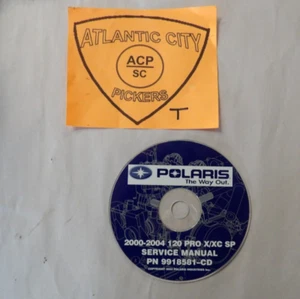 ATLANTIC CITY
ACP
SC
PICKERS
T
POLARIS
The Way Out.
2000-2004 120 PRO X/XC SP
SERVICE MANUAL
PN 9918581-CD